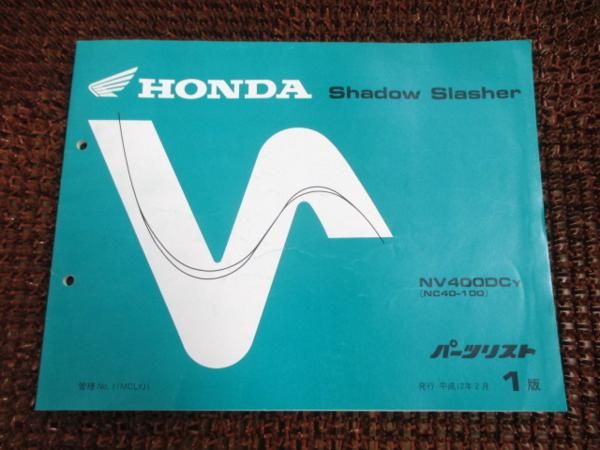 HONDA Shadow Slasher
NV400DCY
(NC40-100)
パーツリスト
管理No.I(MCLYJ)
発行 平成12年2月 1版